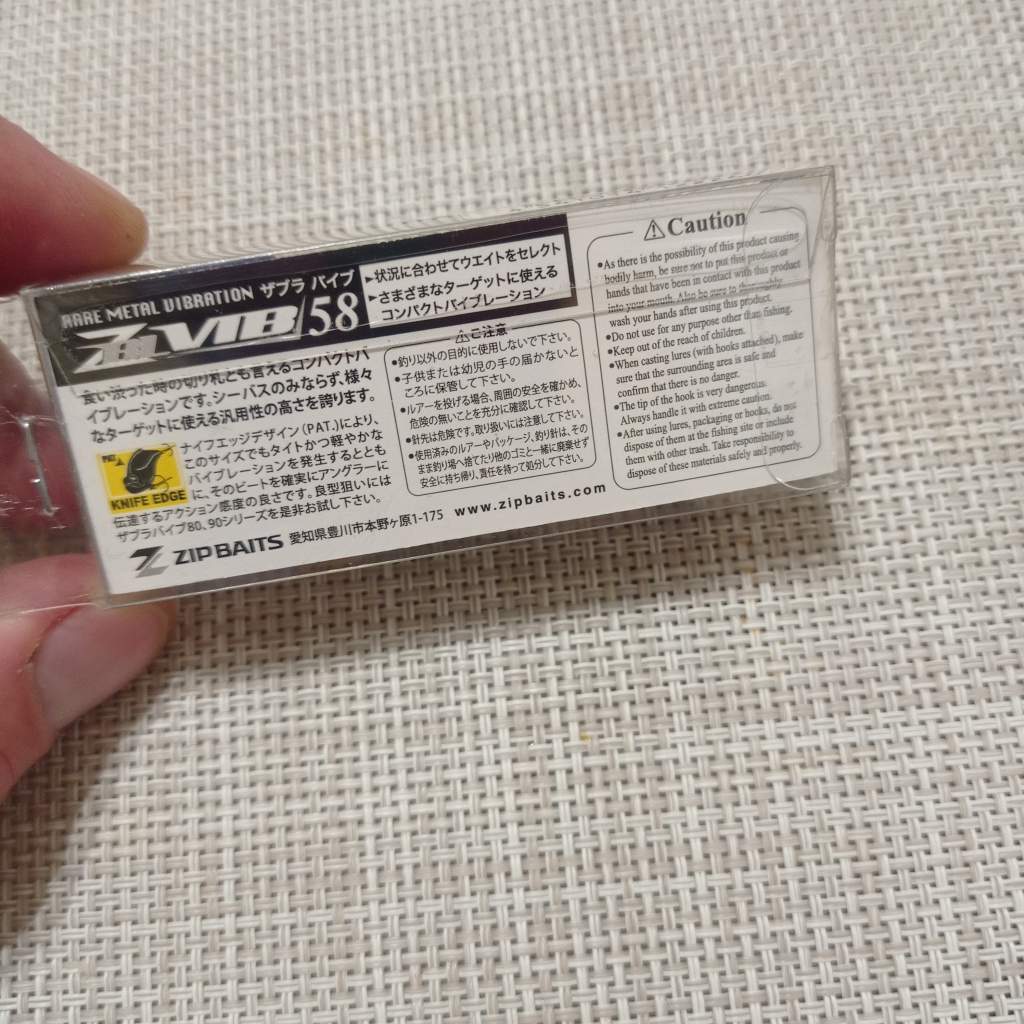 RARE METAL VIBRATION ザブラ バイブ
ZBL VIB/58
▸状況に合わせてウエイトをセレクト
▸さまざまなターゲットに使える
コンパクトバイブレーション
食い渋った時の切り札とも言えるコンパクトバ
イブレーションです。シーバスのみならず、様々
なターゲットに使える汎用性の高さを誇ります。
PAT
KNIFE EDGE
ナイフエッジデザイン(PAT.)により、
このサイズでもタイトかつ軽やかな
バイブレーションを発生するととも
に、そのビートを確実にアングラーに
伝達するアクション感度の良さです。良型狙いには
ザブラバイブ80、90シリーズを是非お試し下さい。
ZIPBAITS 愛知県豊川市本野ヶ原1-175 www.zipbaits.com
⚠ご注意
•釣り以外の目的に使用しないで下さい。
•子供または幼児の手の届かないと
ころに保管して下さい。
•ルアーを投げる場合、周囲の安全を確かめ、
危険の無いことを充分に確認して下さい。
•針先は危険です。取り扱いには注意して下さい。
•使用済みのルアーやパッケージ、釣り針は、その
まま釣り場へ捨てたり他のゴミと一緒に廃棄せず
安全に持ち帰り、責任を持って処分して下さい。
⚠Caution
•As there is the possibility of this product causing
bodily harm, be sure not to put this product or
hands that have been in contact with this product
into your mouth. Also be sure to thoroughly
wash your hands after using this product.
•Do not use for any purpose other than fishing.
•Keep out of the reach of children.
•When casting lures (with hooks attached), make
sure that the surrounding area is safe and
confirm that there is no danger.
•The tip of the hook is very dangerous.
Always handle it with extreme caution.
•After using lures, packaging or hooks, do not
dispose of them at the fishing site or include
them with other trash. Take responsibility to
dispose of these materials safely and properly.